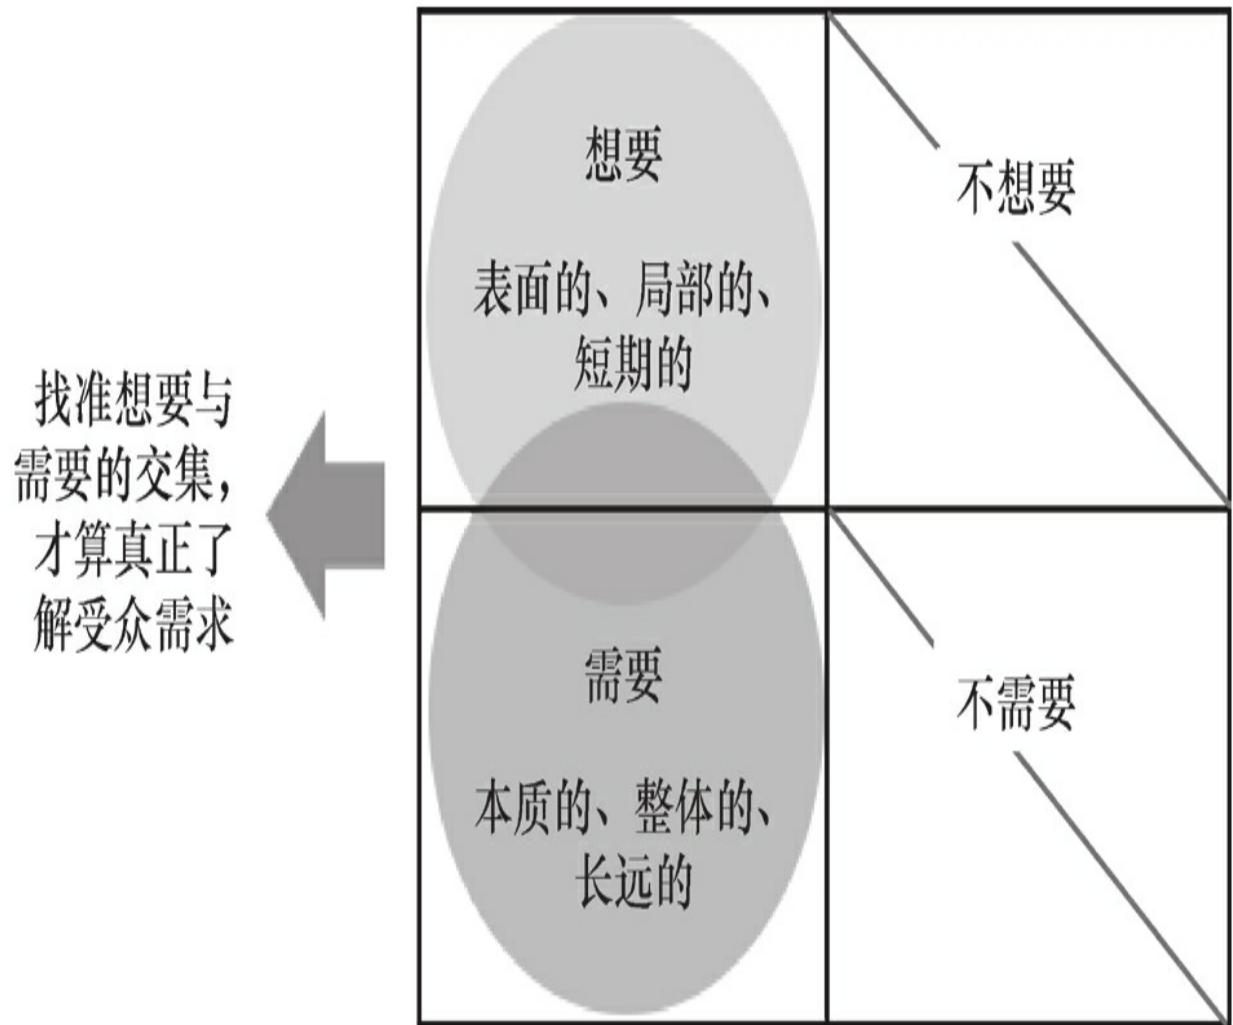 想要
表面的、局部的、
短期的
不想要
找准想要与
需要的交集，
才算真正了
解受众需求
需要
本质的、整体的、
长远的
不需要